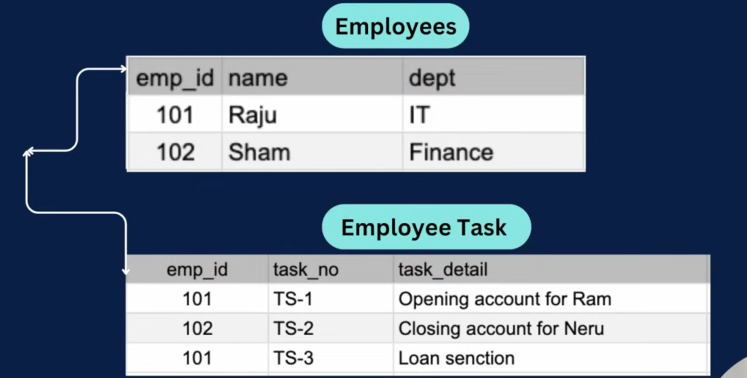 Employees
emp_id name dept
101 Raju IT
102 Sham Finance
Employee Task
emp_id task_no task_detail
101 TS-1 Opening account for Ram
102 TS-2 Closing account for Neru
101 TS-3 Loan senction